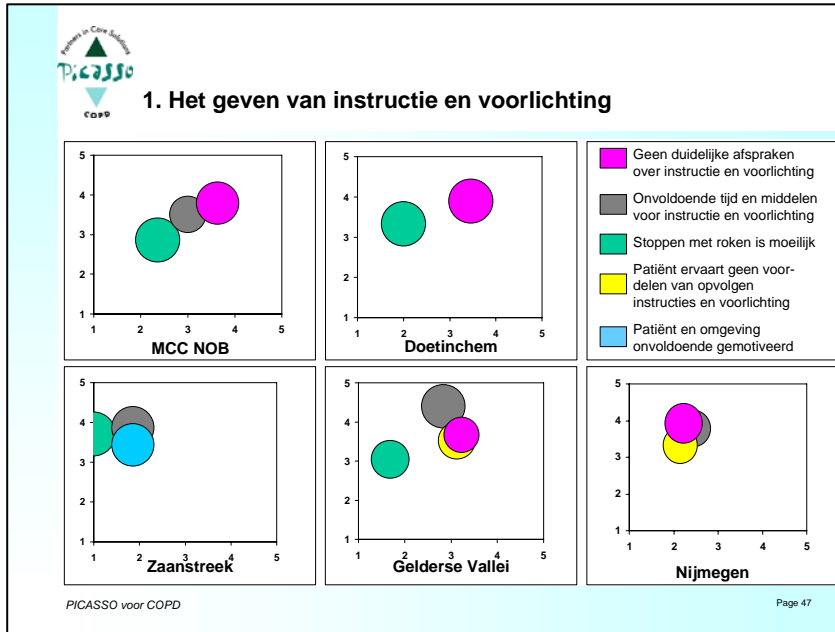 Partners in Care Solutions
Picasso
COPD
1. Het geven van instructie en voorlichting
5
4
3
2
1
1 2 3 4 5
MCC NOB
5
4
3
2
1
1 2 3 4 5
Doetinchem
Geen duidelijke afspraken
over instructie en voorlichting
Onvoldoende tijd en middelen
voor instructie en voorlichting
Stoppen met roken is moeilijk
Patiënt ervaart geen voor-
delen van opvolgen
instructies en voorlichting
Patiënt en omgeving
onvoldoende gemotiveerd
5
4
3
2
1
1 2 3 4 5
Zaanstreek
5
4
3
2
1
1 2 3 4 5
Gelderse Vallei
5
4
3
2
1
1 2 3 4 5
Nijmegen
PICASSO voor COPD
Page 47